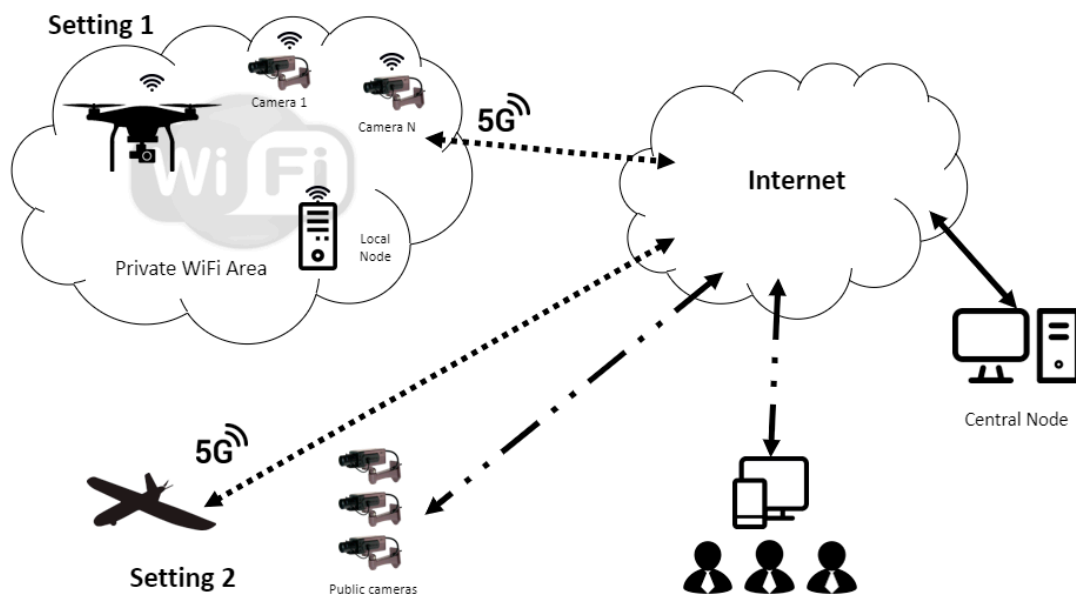 Setting 1
Camera 1
Camera N
5G
WiFi
Internet
Local
Node
Private WiFi Area
Central Node
5G
Setting 2
Public cameras